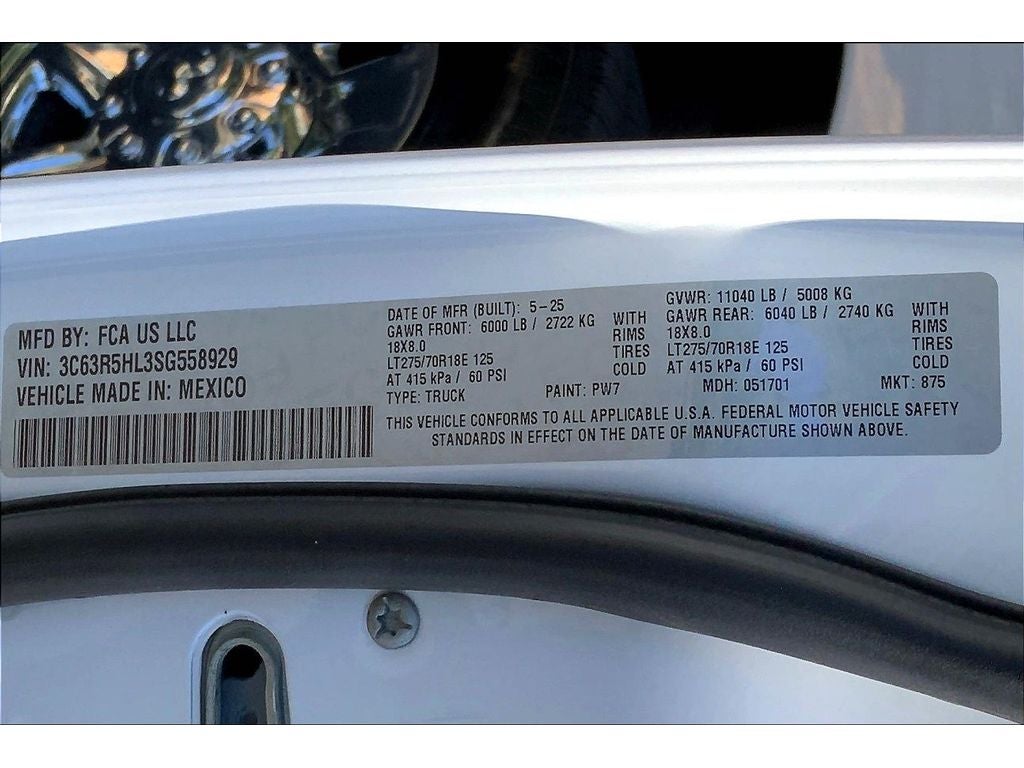 MFD BY: FCA US LLC
VIN: 3C63R5HL3SG558929
VEHICLE MADE IN: MEXICO
DATE OF MFR (BUILT): 5-25
GAWR FRONT: 6000 LB / 2722 KG WITH
18X8.0 RIMS
LT275/70R18E 125 TIRES
AT 415 kPa / 60 PSI COLD
TYPE: TRUCK PAINT: PW7
GVWR: 11040 LB / 5008 KG
GAWR REAR: 6040 LB / 2740 KG WITH
18X8.0 RIMS
LT275/70R18E 125 TIRES
AT 415 kPa / 60 PSI COLD
MDH: 051701 MKT: 875
THIS VEHICLE CONFORMS TO ALL APPLICABLE U.S.A. FEDERAL MOTOR VEHICLE SAFETY
STANDARDS IN EFFECT ON THE DATE OF MANUFACTURE SHOWN ABOVE.